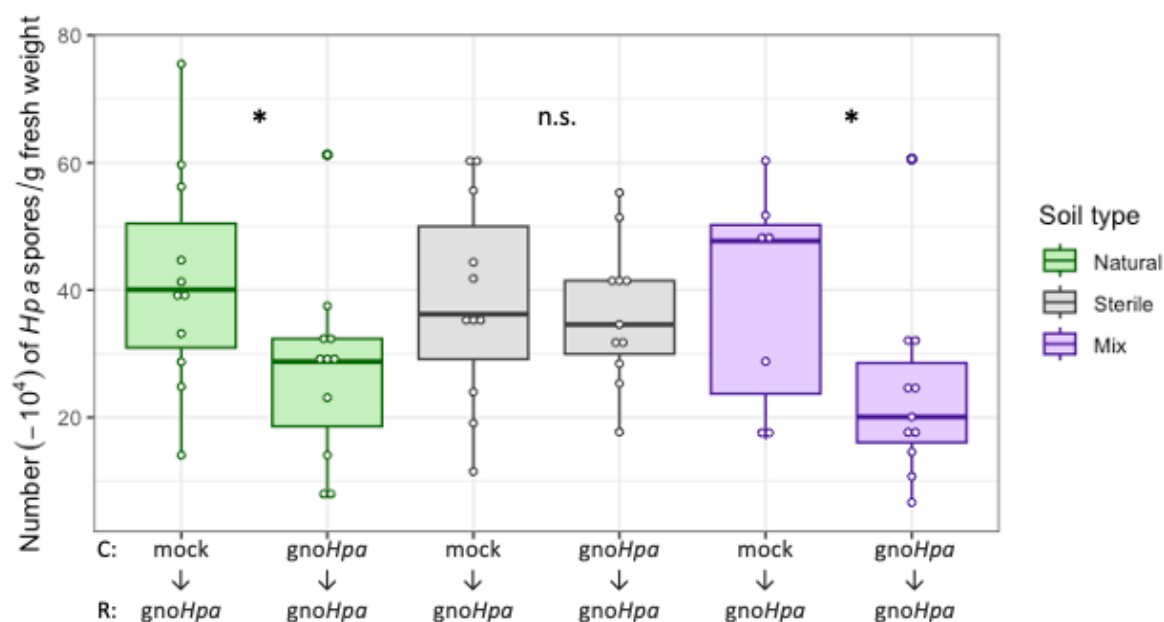 Number (−10⁴) of Hpa spores/g fresh weight
80
60
40
20
* n.s. *
Soil type
Natural
Sterile
Mix
C: mock gnoHpa mock gnoHpa mock gnoHpa
↓ ↓ ↓ ↓ ↓ ↓
R: gnoHpa gnoHpa gnoHpa gnoHpa gnoHpa gnoHpa